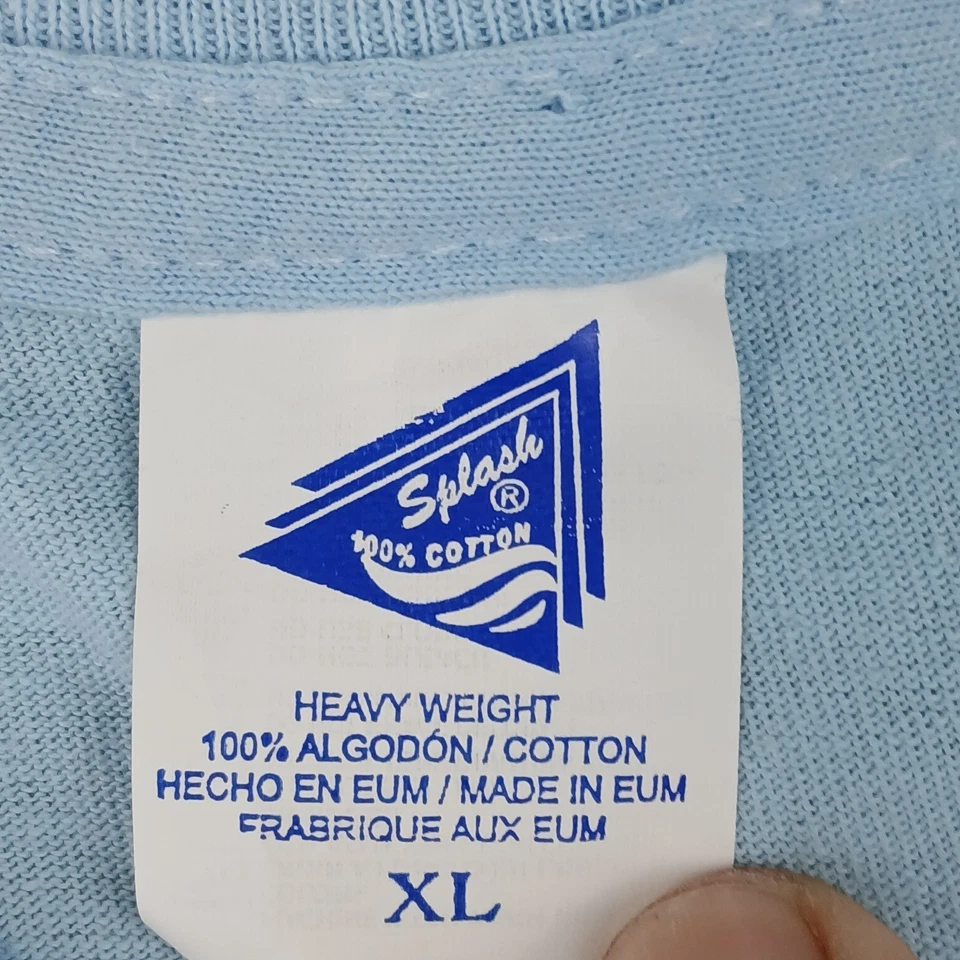 Splash
®
100% COTTON
HEAVY WEIGHT
100% ALGODÓN / COTTON
HECHO EN EUM / MADE IN EUM
FRABRIQUE AUX EUM
XL